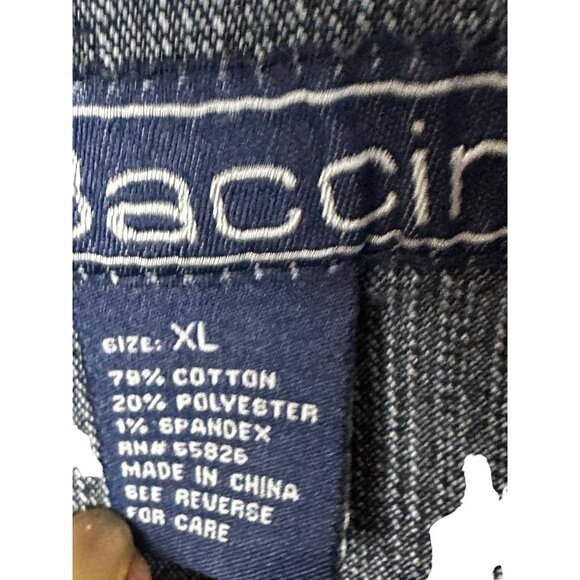 Baccin
SIZE: XL
79% COTTON
20% POLYESTER
1% SPANDEX
RN# 55826
MADE IN CHINA
SEE REVERSE
FOR CARE